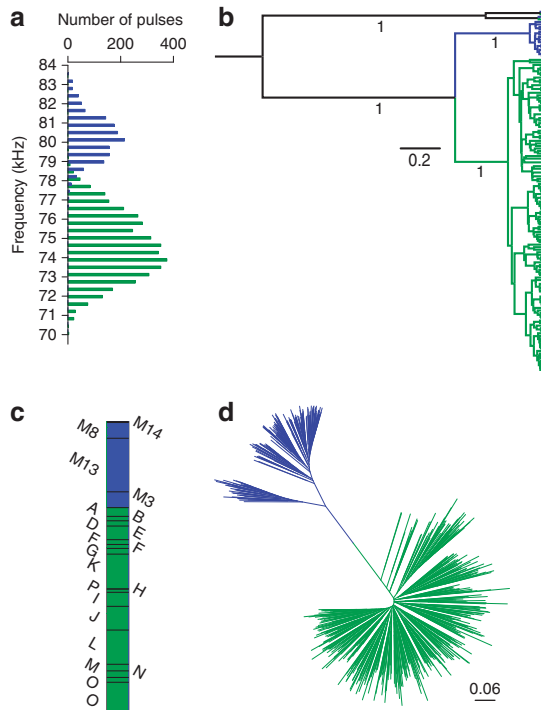 a
Number of pulses
0 200 400
Frequency (kHz)
84
83
82
81
80
79
78
77
76
75
74
73
72
71
70
b
1
1
1
0.2
1
c
M8
M14
M13
M3
A
B
D
E
F
F
G
K
P
H
I
J
L
M
N
O
O
d
0.06